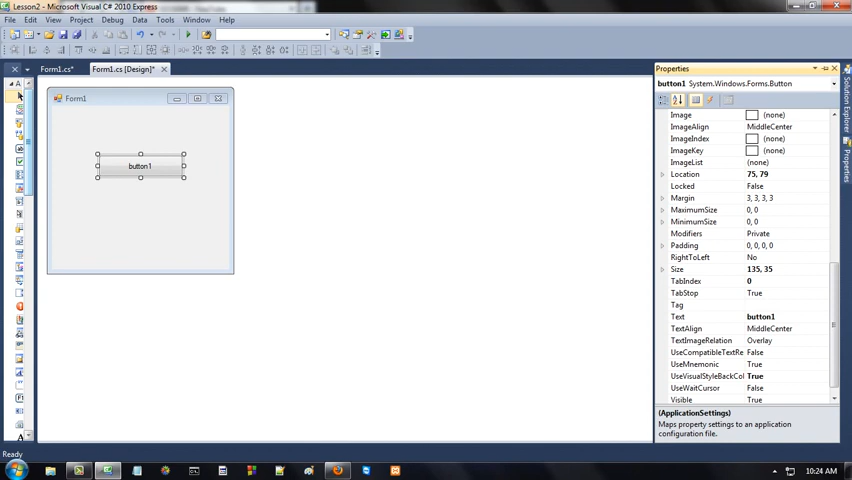 Lesson2 - Microsoft Visual C# 2010 Express
File Edit View Project Debug Data Tools Window Help
Form1.cs* Form1.cs [Design]*
Form1
button1
Properties
button1 System.Windows.Forms.Button
Image (none)
ImageAlign MiddleCenter
ImageIndex (none)
ImageKey (none)
ImageList (none)
Location 75, 79
Locked False
Margin 3, 3, 3, 3
MaximumSize 0, 0
MinimumSize 0, 0
Modifiers Private
Padding 0, 0, 0, 0
RightToLeft No
Size 135, 35
TabIndex 0
TabStop True
Tag
Text button1
TextAlign MiddleCenter
TextImageRelation Overlay
UseCompatibleTextRe False
UseMnemonic True
UseVisualStyleBackCol True
UseWaitCursor False
Visible True
(ApplicationSettings)
Maps property settings to an application
configuration file.
Solution Explorer
Properties
Ready
10:24 AM